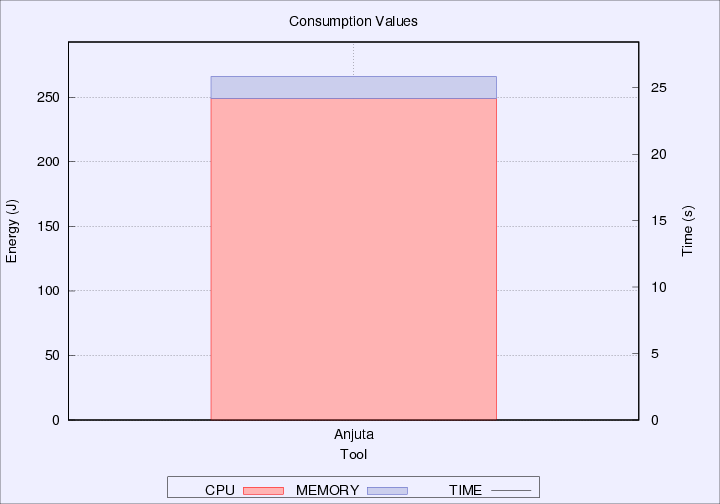 Consumption Values
Energy (J)
250
200
150
100
50
0
25
20
15
10
5
0
Time (s)
Anjuta
Tool
CPU MEMORY TIME